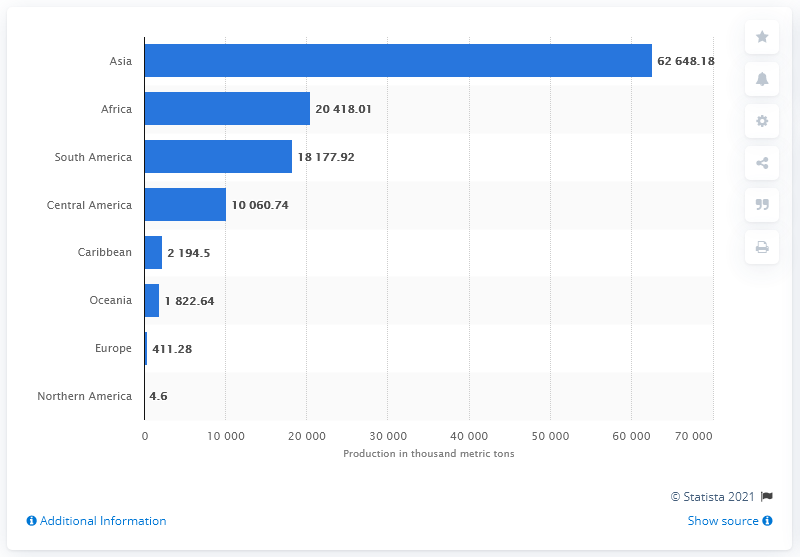 Asia 62 648.18
Africa 20 418.01
South America 18 177.92
Central America 10 060.74
Caribbean 2 194.5
Oceania 1 822.64
Europe 411.28
Northern America 4.6
0 10 000 20 000 30 000 40 000 50 000 60 000 70 000
Production in thousand metric tons
© Statista 2021
Additional Information Show source